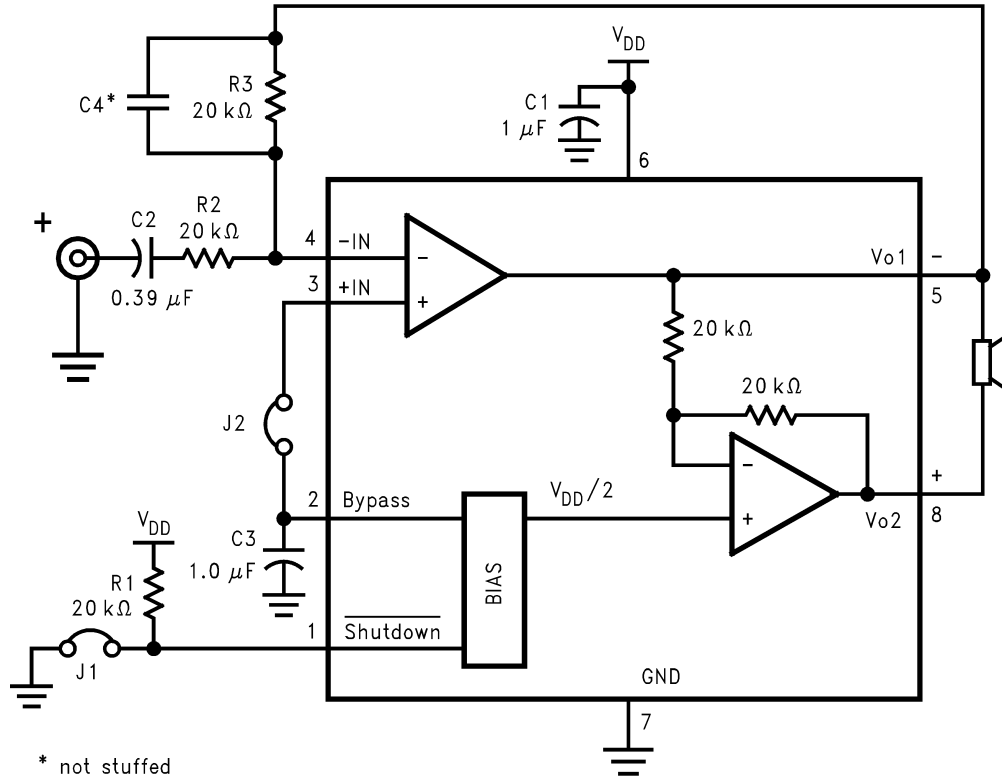 V_DD
R3
20 kΩ
C4*
C1
1 μF
6
+
C2
R2
20 kΩ
0.39 μF
4
-IN
3
+IN
-
+
Vo1
-
5
20 kΩ
20 kΩ
J2
2
Bypass
V_DD/2
-
+
+
Vo2
8
V_DD
C3
1.0 μF
BIAS
R1
20 kΩ
1
Shutdown
J1
GND
7
* not stuffed